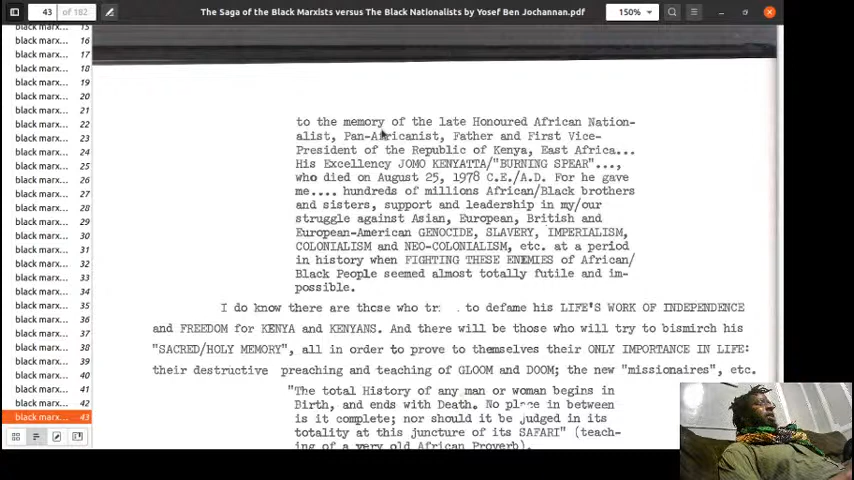 43 of 182
The Saga of the Black Marxists versus The Black Nationalists by Yosef Ben Jochannan.pdf
150%
black marx... 15
black marx... 16
black marx... 17
black marx... 18
black marx... 19
black marx... 20
black marx... 21
black marx... 22
black marx... 23
black marx... 24
black marx... 25
black marx... 26
black marx... 27
black marx... 28
black marx... 29
black marx... 30
black marx... 31
black marx... 32
black marx... 33
black marx... 34
black marx... 35
black marx... 36
black marx... 37
black marx... 38
black marx... 39
black marx... 40
black marx... 41
black marx... 42
black marx... 43
to the memory of the late Honoured African Nation-
alist, Pan-Africanist, Father and First Vice-
President of the Republic of Kenya, East Africa...
His Excellency JOMO KENYATTA/"BURNING SPEAR"...,
who died on August 25, 1978 C.E./A.D. For he gave
me.... hundreds of millions African/Black brothers
and sisters, support and leadership in my/our
struggle against Asian, European, British and
European-American GENOCIDE, SLAVERY, IMPERIALISM,
COLONIALISM and NEO-COLONIALISM, etc. at a period
in history when FIGHTING THESE ENEMIES of African/
Black People seemed almost totally futile and im-
possible.
I do know there are those who to defame his LIFE'S WORK OF INDEPENDENCE
and FREEDOM for KENYA and KENYANS. And there will be those who will try to bismirch his
"SACRED/HOLY MEMORY", all in order to prove to themselves their ONLY IMPORTANCE IN LIFE:
their destructive preaching and teaching of GLOOM and DOOM; the new "missionaires", etc.
"The total History of any man or woman begins in
Birth, and ends with Death. No place in between
is it complete; nor should it be judged in its
totality at this juncture of its SAFARI" (teach-
ing of a very old African Proverb).